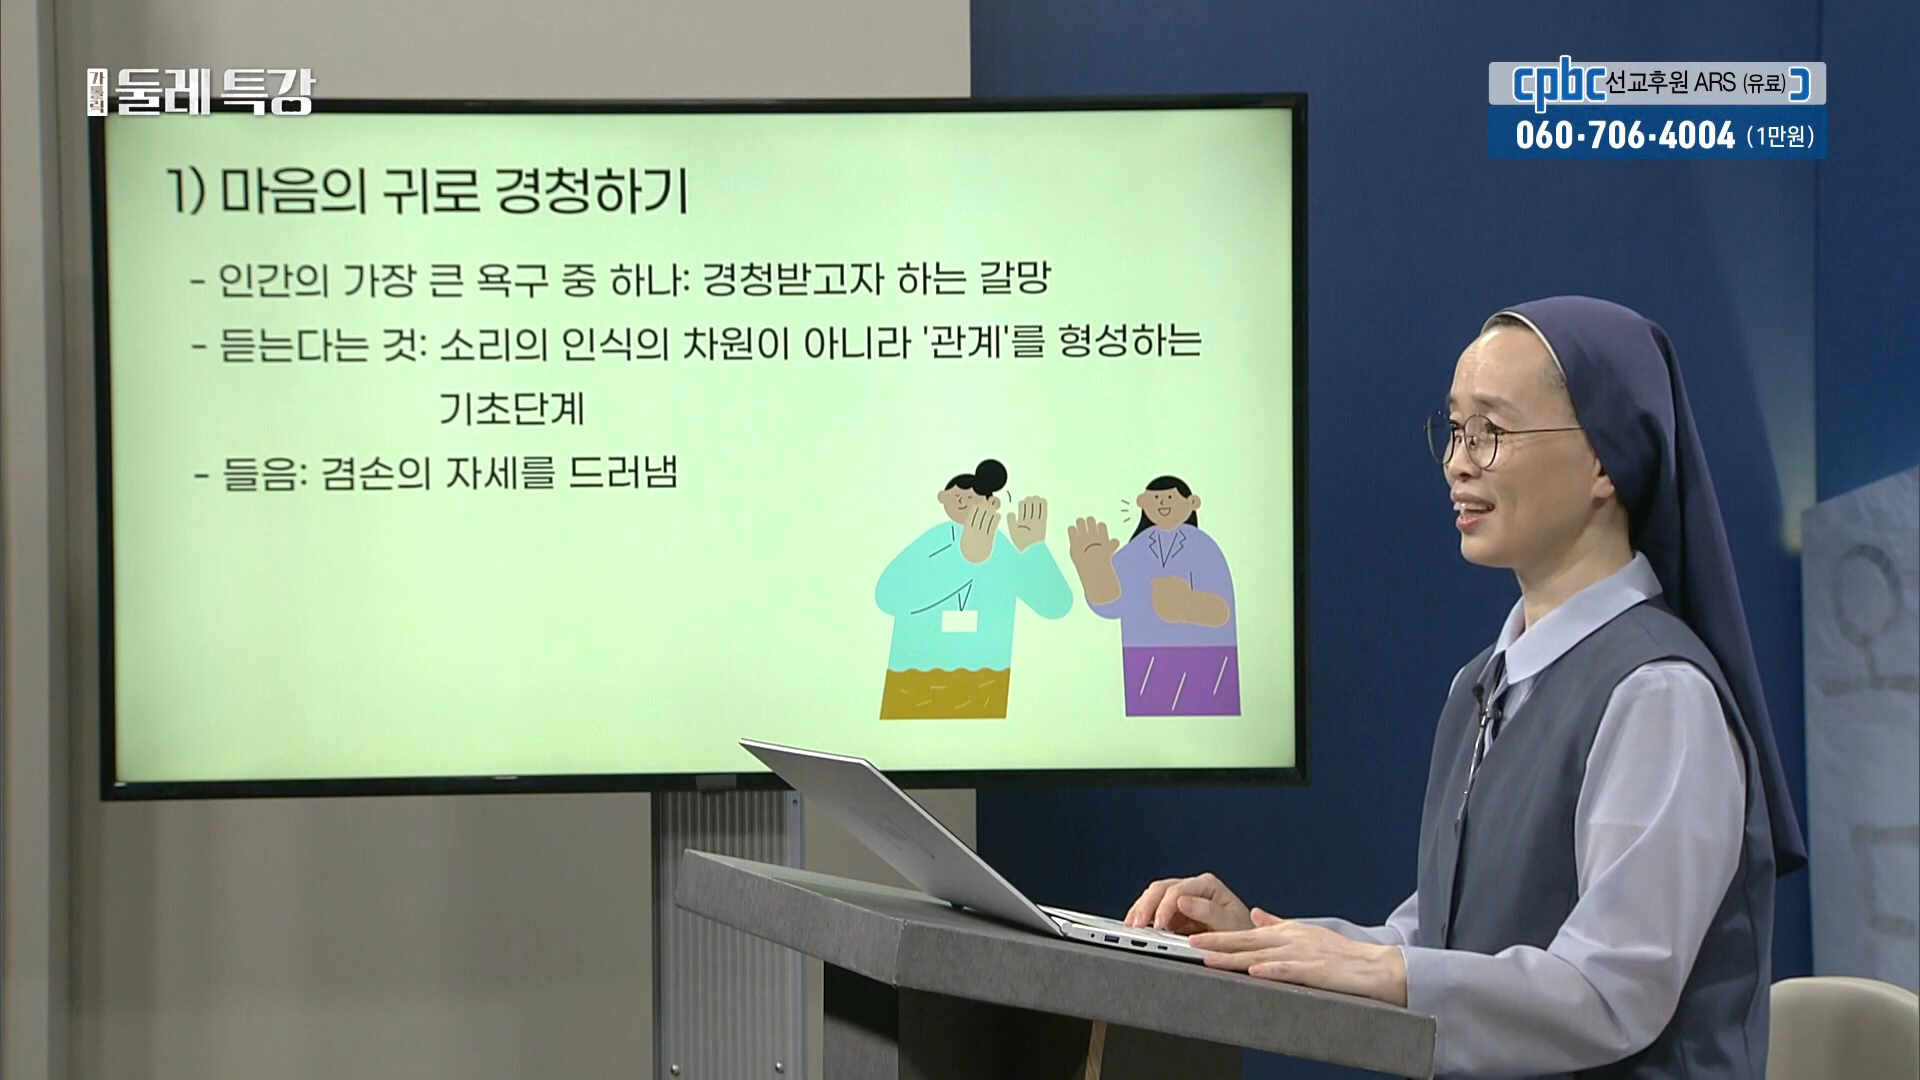 가톨릭 둘레 특강
cpbc 선교후원 ARS (유료)
060·706·4004 (1만원)
1) 마음의 귀로 경청하기
- 인간의 가장 큰 욕구 중 하나: 경청받고자 하는 갈망
- 듣는다는 것: 소리의 인식의 차원이 아니라 '관계'를 형성하는
기초단계
- 들음: 겸손의 자세를 드러냄